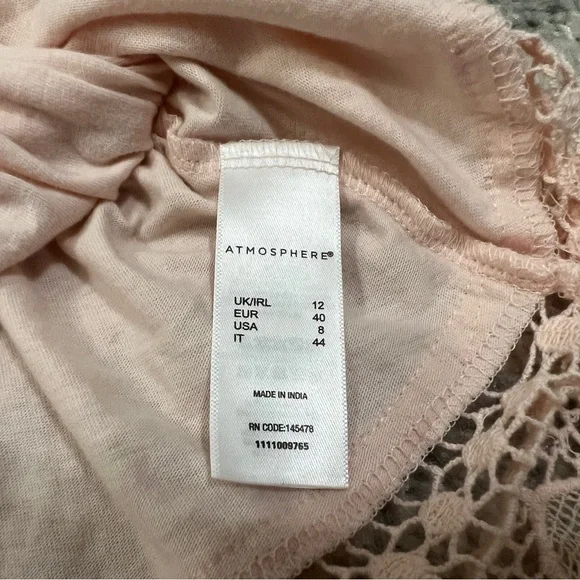 ATMOSPHERE®
UK/IRL 12
EUR 40
USA 8
IT 44
MADE IN INDIA
RN CODE:145478
1111009765